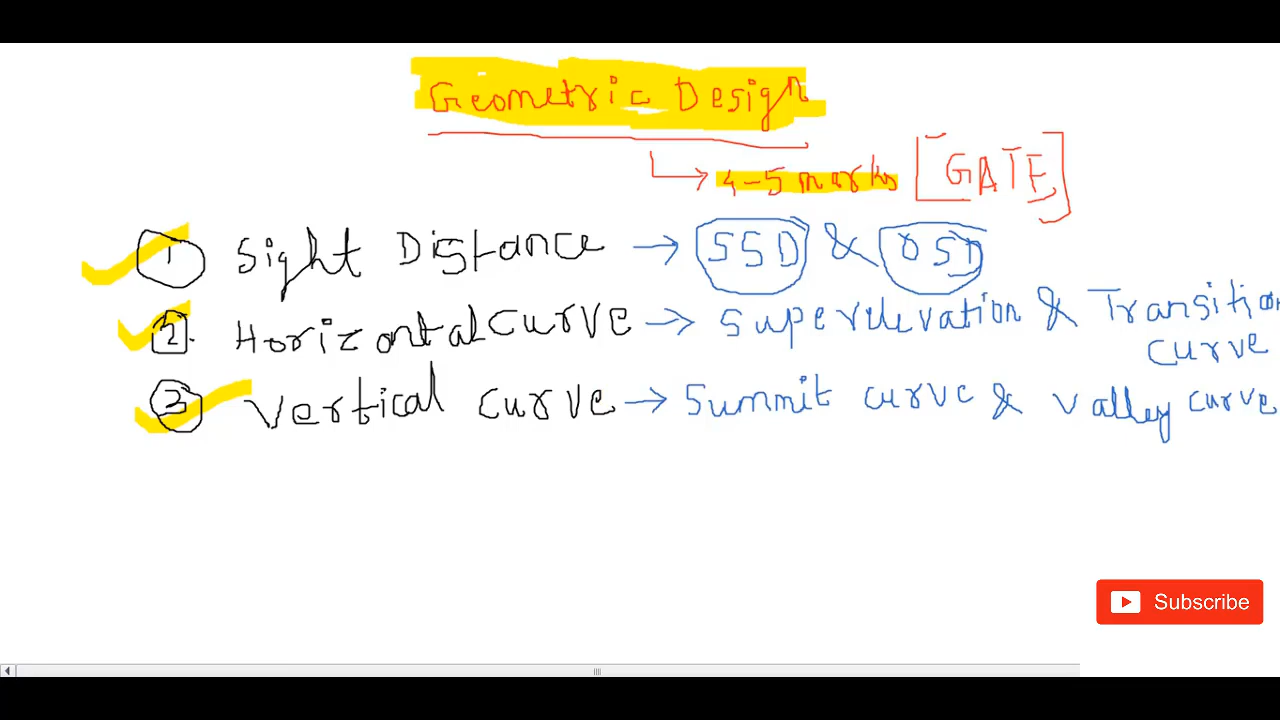 Geometric Design
→ 4-5 marks [GATE]
1 Sight Distance → SSD & OSD
2 Horizontal curve → Superelevation & Transition
curve
3 Vertical curve → Summit curve & valley curve
Subscribe